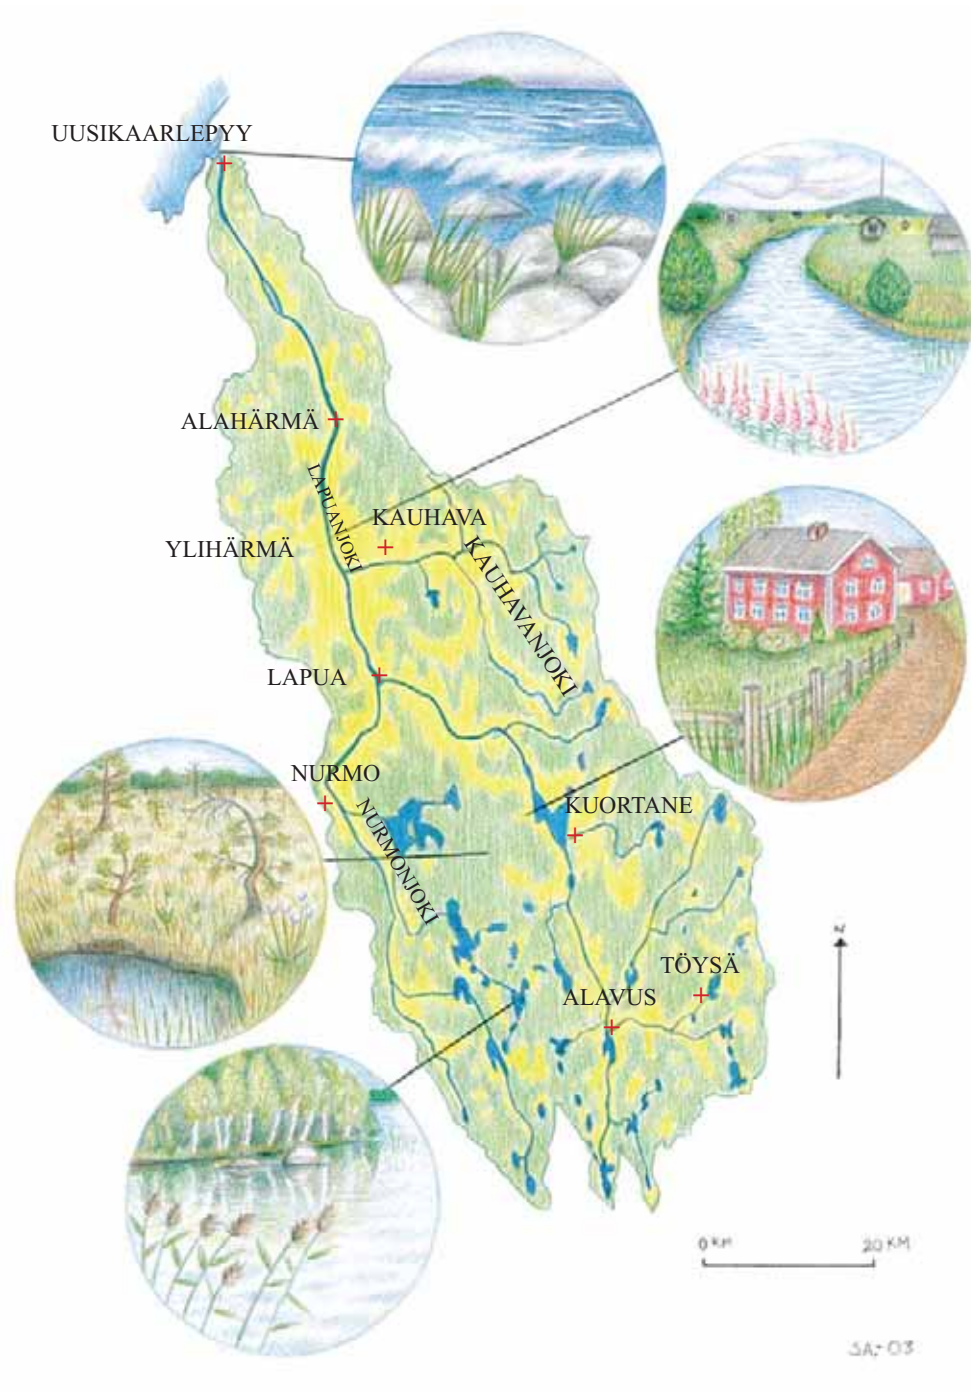 UUSIKAARLEPYY
ALAHÄRMÄ
LAPUANJOKI
KAUHAVA
YLIHÄRMÄ
KAUHAVANJOKI
LAPUA
NURMO
KUORTANE
NURMONJOKI
N
TÖYSÄ
ALAVUS
0 KM 20 KM
SA-03